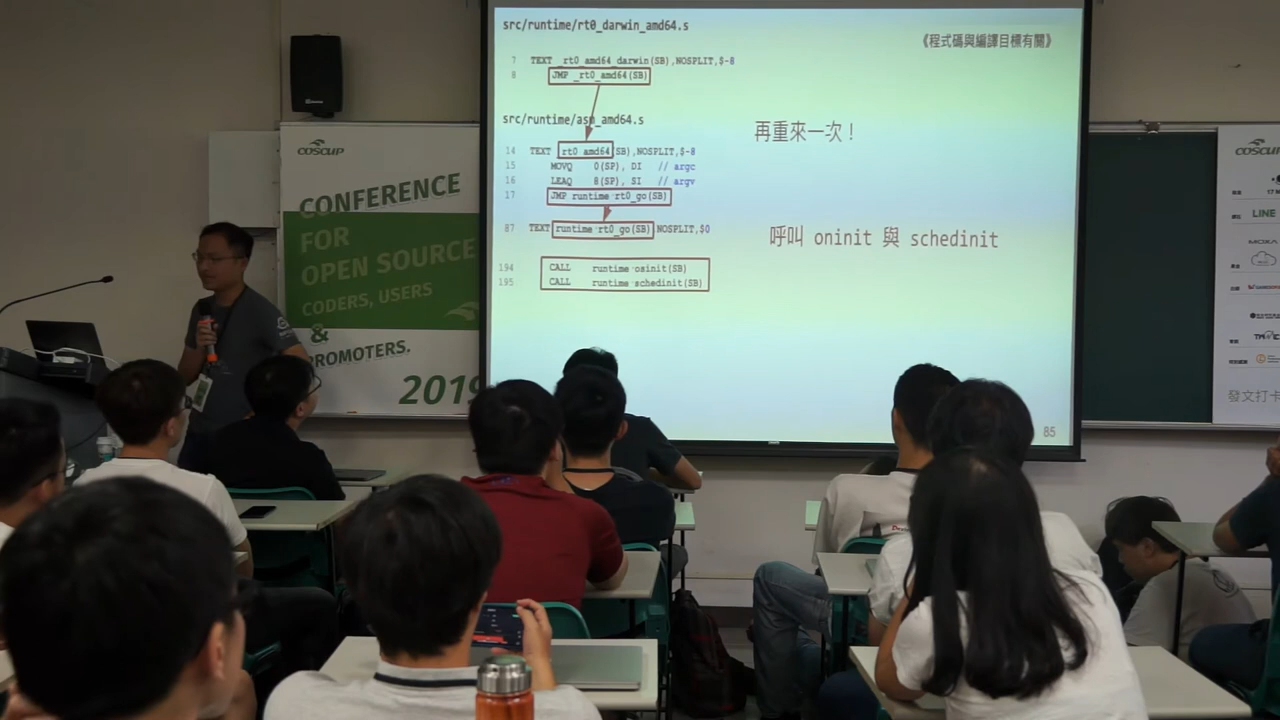 COSCUP
CONFERENCE
FOR
OPEN SOURCE
CODERS, USERS
&
PROMOTERS.
2019
src/runtime/rt0_darwin_amd64.s
《程式碼與編譯目標有關》
7 TEXT _rt0_amd64_darwin(SB),NOSPLIT,$-8
8 JMP _rt0_amd64(SB)
src/runtime/asm_amd64.s
再重來一次！
14 TEXT _rt0_amd64(SB),NOSPLIT,$-8
15 MOVQ 0(SP), DI // argc
16 LEAQ 8(SP), SI // argv
17 JMP runtime·rt0_go(SB)
87 TEXT runtime·rt0_go(SB),NOSPLIT,$0
呼叫 oninit 與 schedinit
194 CALL runtime·osinit(SB)
195 CALL runtime·schedinit(SB)
85
COSCUP
LINE
MOXA
發文打卡